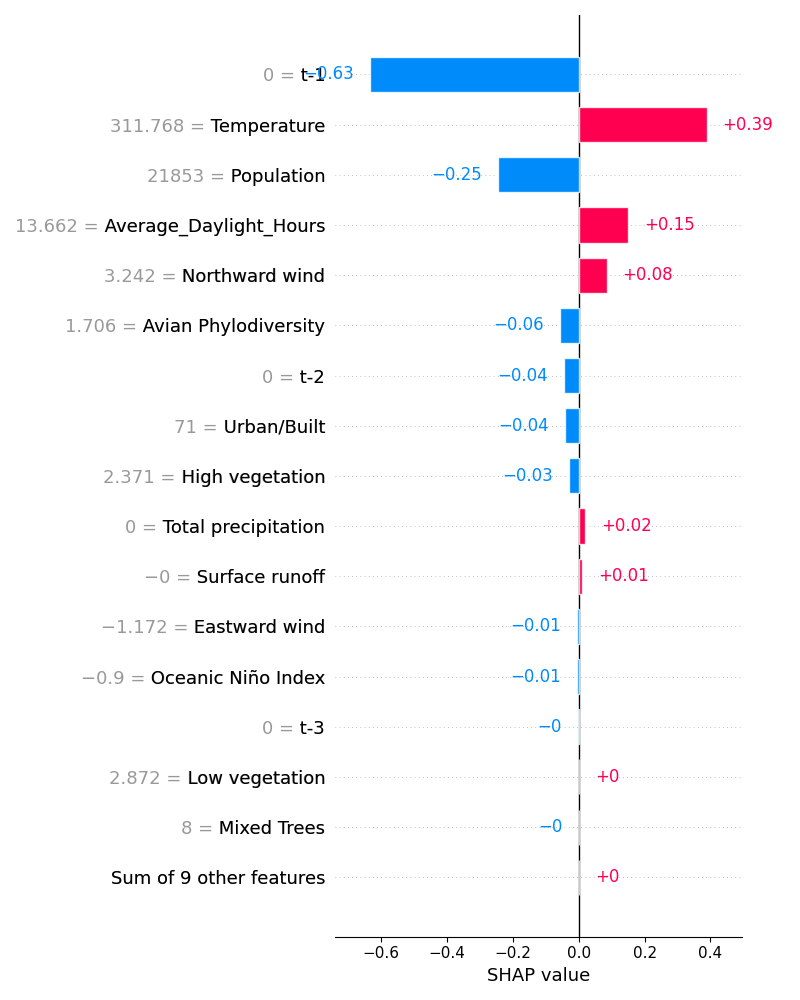 0 = t-1 −0.63
311.768 = Temperature +0.39
21853 = Population −0.25
13.662 = Average_Daylight_Hours +0.15
3.242 = Northward wind +0.08
1.706 = Avian Phylodiversity −0.06
0 = t-2 −0.04
71 = Urban/Built −0.04
2.371 = High vegetation −0.03
0 = Total precipitation +0.02
−0 = Surface runoff +0.01
−1.172 = Eastward wind −0.01
−0.9 = Oceanic Niño Index −0.01
0 = t-3 −0
2.872 = Low vegetation +0
8 = Mixed Trees −0
Sum of 9 other features +0
−0.6 −0.4 −0.2 0.0 0.2 0.4
SHAP value